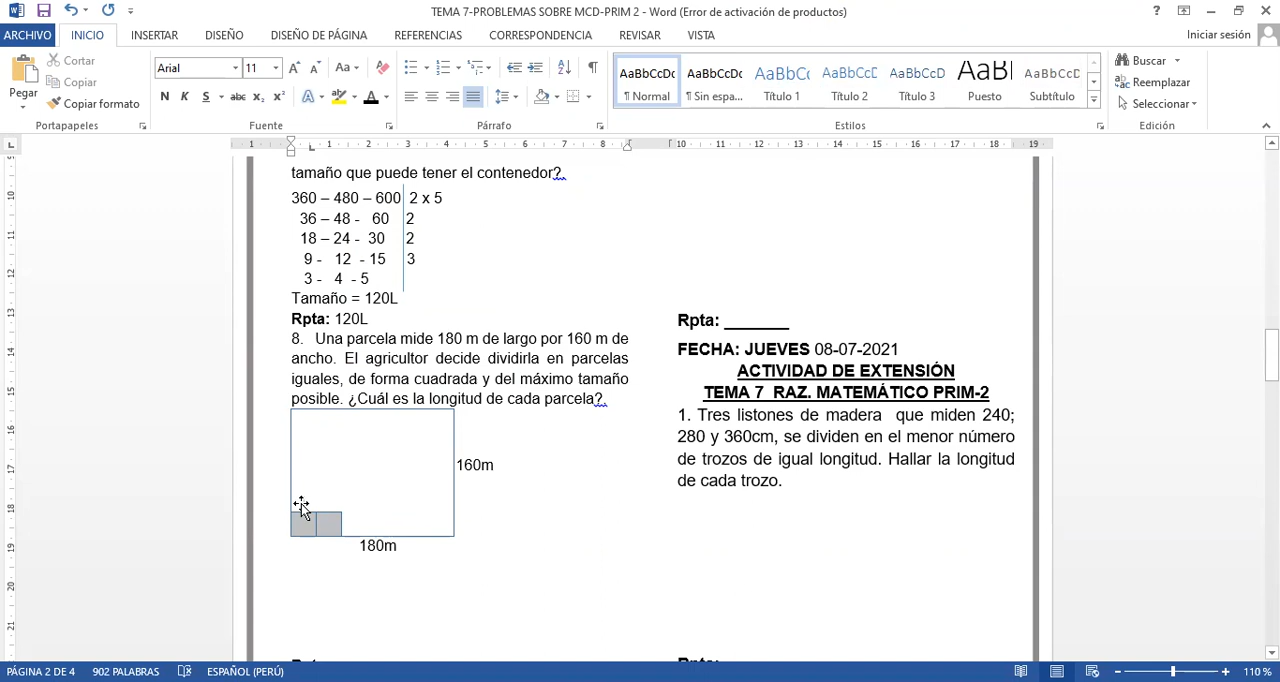 TEMA 7-PROBLEMAS SOBRE MCD-PRIM 2 - Word (Error de activación de productos)
ARCHIVO INICIO INSERTAR DISEÑO DISEÑO DE PÁGINA REFERENCIAS CORRESPONDENCIA REVISAR VISTA Iniciar sesión
Pegar
Cortar
Copiar
Copiar formato
Portapapeles
Arial 11
Fuente
Párrafo
AaBbCcDc AaBbCcDc AaBbCc AaBbCcD AaBbCcD AaBl AaBbCcD
¶ Normal ¶ Sin espa... Título 1 Título 2 Título 3 Puesto Subtítulo
Estilos
Buscar
Reemplazar
Seleccionar
Edición
tamaño que puede tener el contenedor?.
360 – 480 – 600 2 x 5
36 – 48 - 60 2
18 – 24 - 30 2
9 - 12 - 15 3
3 - 4 - 5
Tamaño = 120L
Rpta: 120L
8. Una parcela mide 180 m de largo por 160 m de
ancho. El agricultor decide dividirla en parcelas
iguales, de forma cuadrada y del máximo tamaño
posible. ¿Cuál es la longitud de cada parcela?.
160m
180m
Rpta: _______
FECHA: JUEVES 08-07-2021
ACTIVIDAD DE EXTENSIÓN
TEMA 7 RAZ. MATEMÁTICO PRIM-2
1. Tres listones de madera que miden 240;
280 y 360cm, se dividen en el menor número
de trozos de igual longitud. Hallar la longitud
de cada trozo.
PÁGINA 2 DE 4 902 PALABRAS ESPAÑOL (PERÚ) 110 %